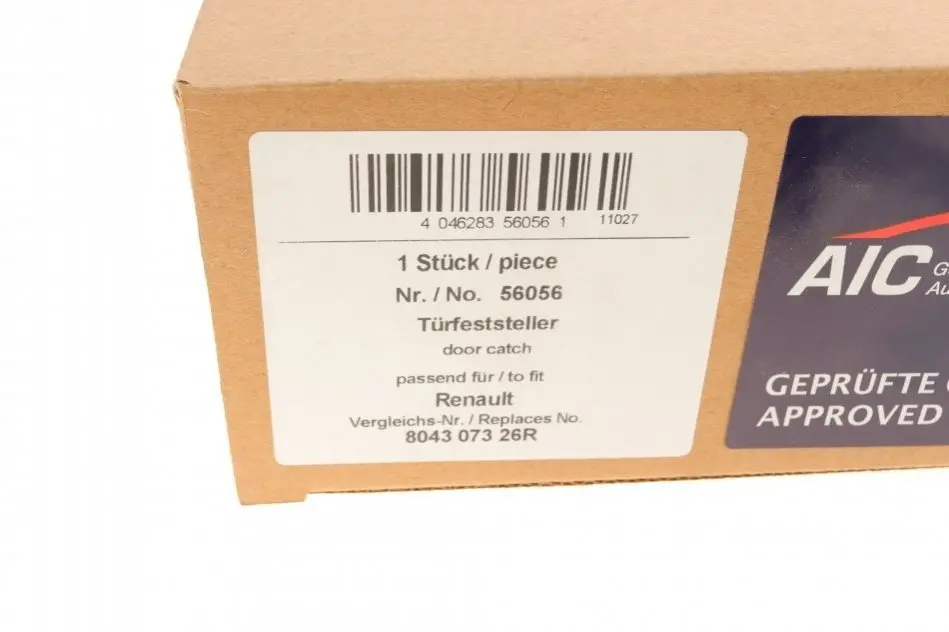 4 046283 56056 1 11027
1 Stück / piece
Nr. / No. 56056
Türfeststeller
door catch
passend für / to fit
Renault
Vergleichs-Nr. / Replaces No.
8043 073 26R
AIC
GEPRÜFTE
APPROVED